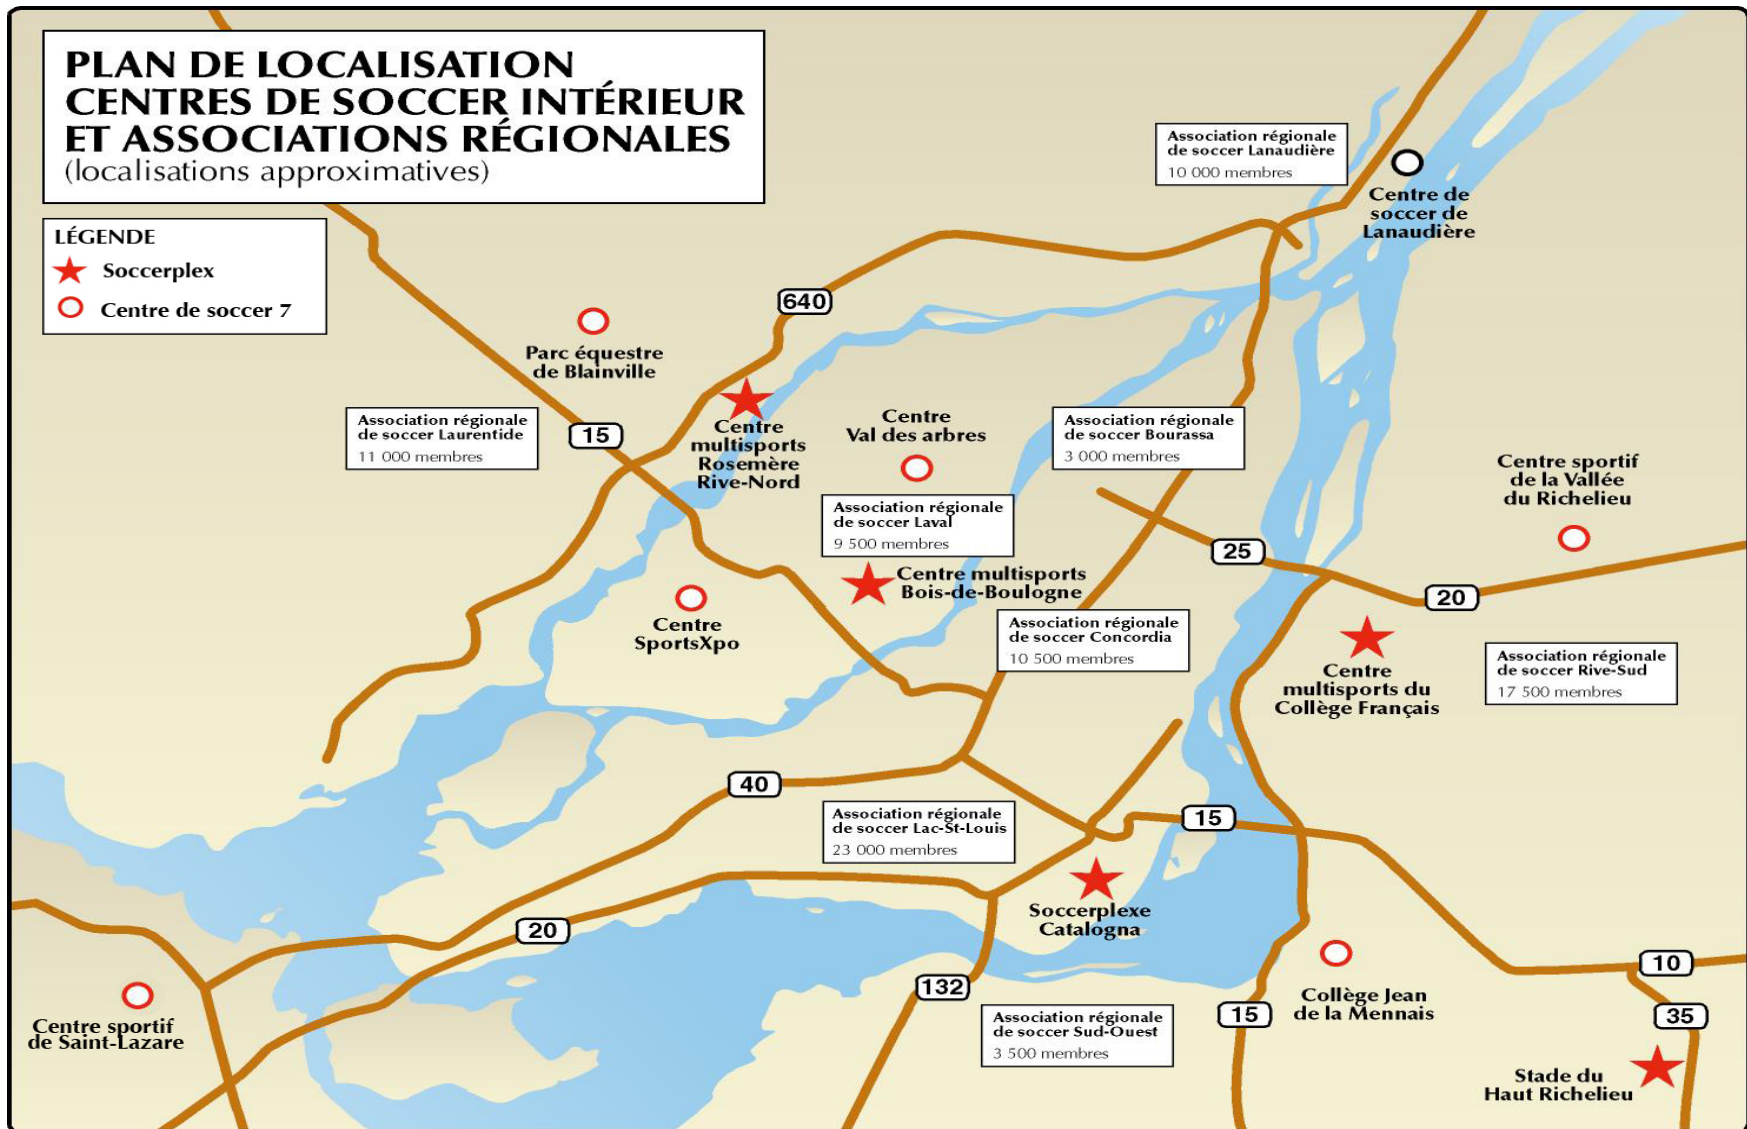 PLAN DE LOCALISATION
CENTRES DE SOCCER INTÉRIEUR
ET ASSOCIATIONS RÉGIONALES
(localisations approximatives)
LÉGENDE
Soccerplex
Centre de soccer 7
Association régionale
de soccer Lanaudière
10 000 membres
Centre de
soccer de
Lanaudière
640
Parc équestre
de Blainville
Association régionale
de soccer Laurentide
11 000 membres
15
Centre
multisports
Rosemère
Rive-Nord
Centre
Val des arbres
Association régionale
de soccer Bourassa
3 000 membres
Centre sportif
de la Vallée
du Richelieu
Association régionale
de soccer Laval
9 500 membres
25
Centre multisports
Bois-de-Boulogne
20
Centre
SportsXpo
Association régionale
de soccer Concordia
10 500 membres
Centre
multisports du
Collège Français
Association régionale
de soccer Rive-Sud
17 500 membres
40
Association régionale
de soccer Lac-St-Louis
23 000 membres
15
Soccerplexe
Catalogna
20
132
Association régionale
de soccer Sud-Ouest
3 500 membres
15
Collège Jean
de la Mennais
10
35
Centre sportif
de Saint-Lazare
Stade du
Haut Richelieu